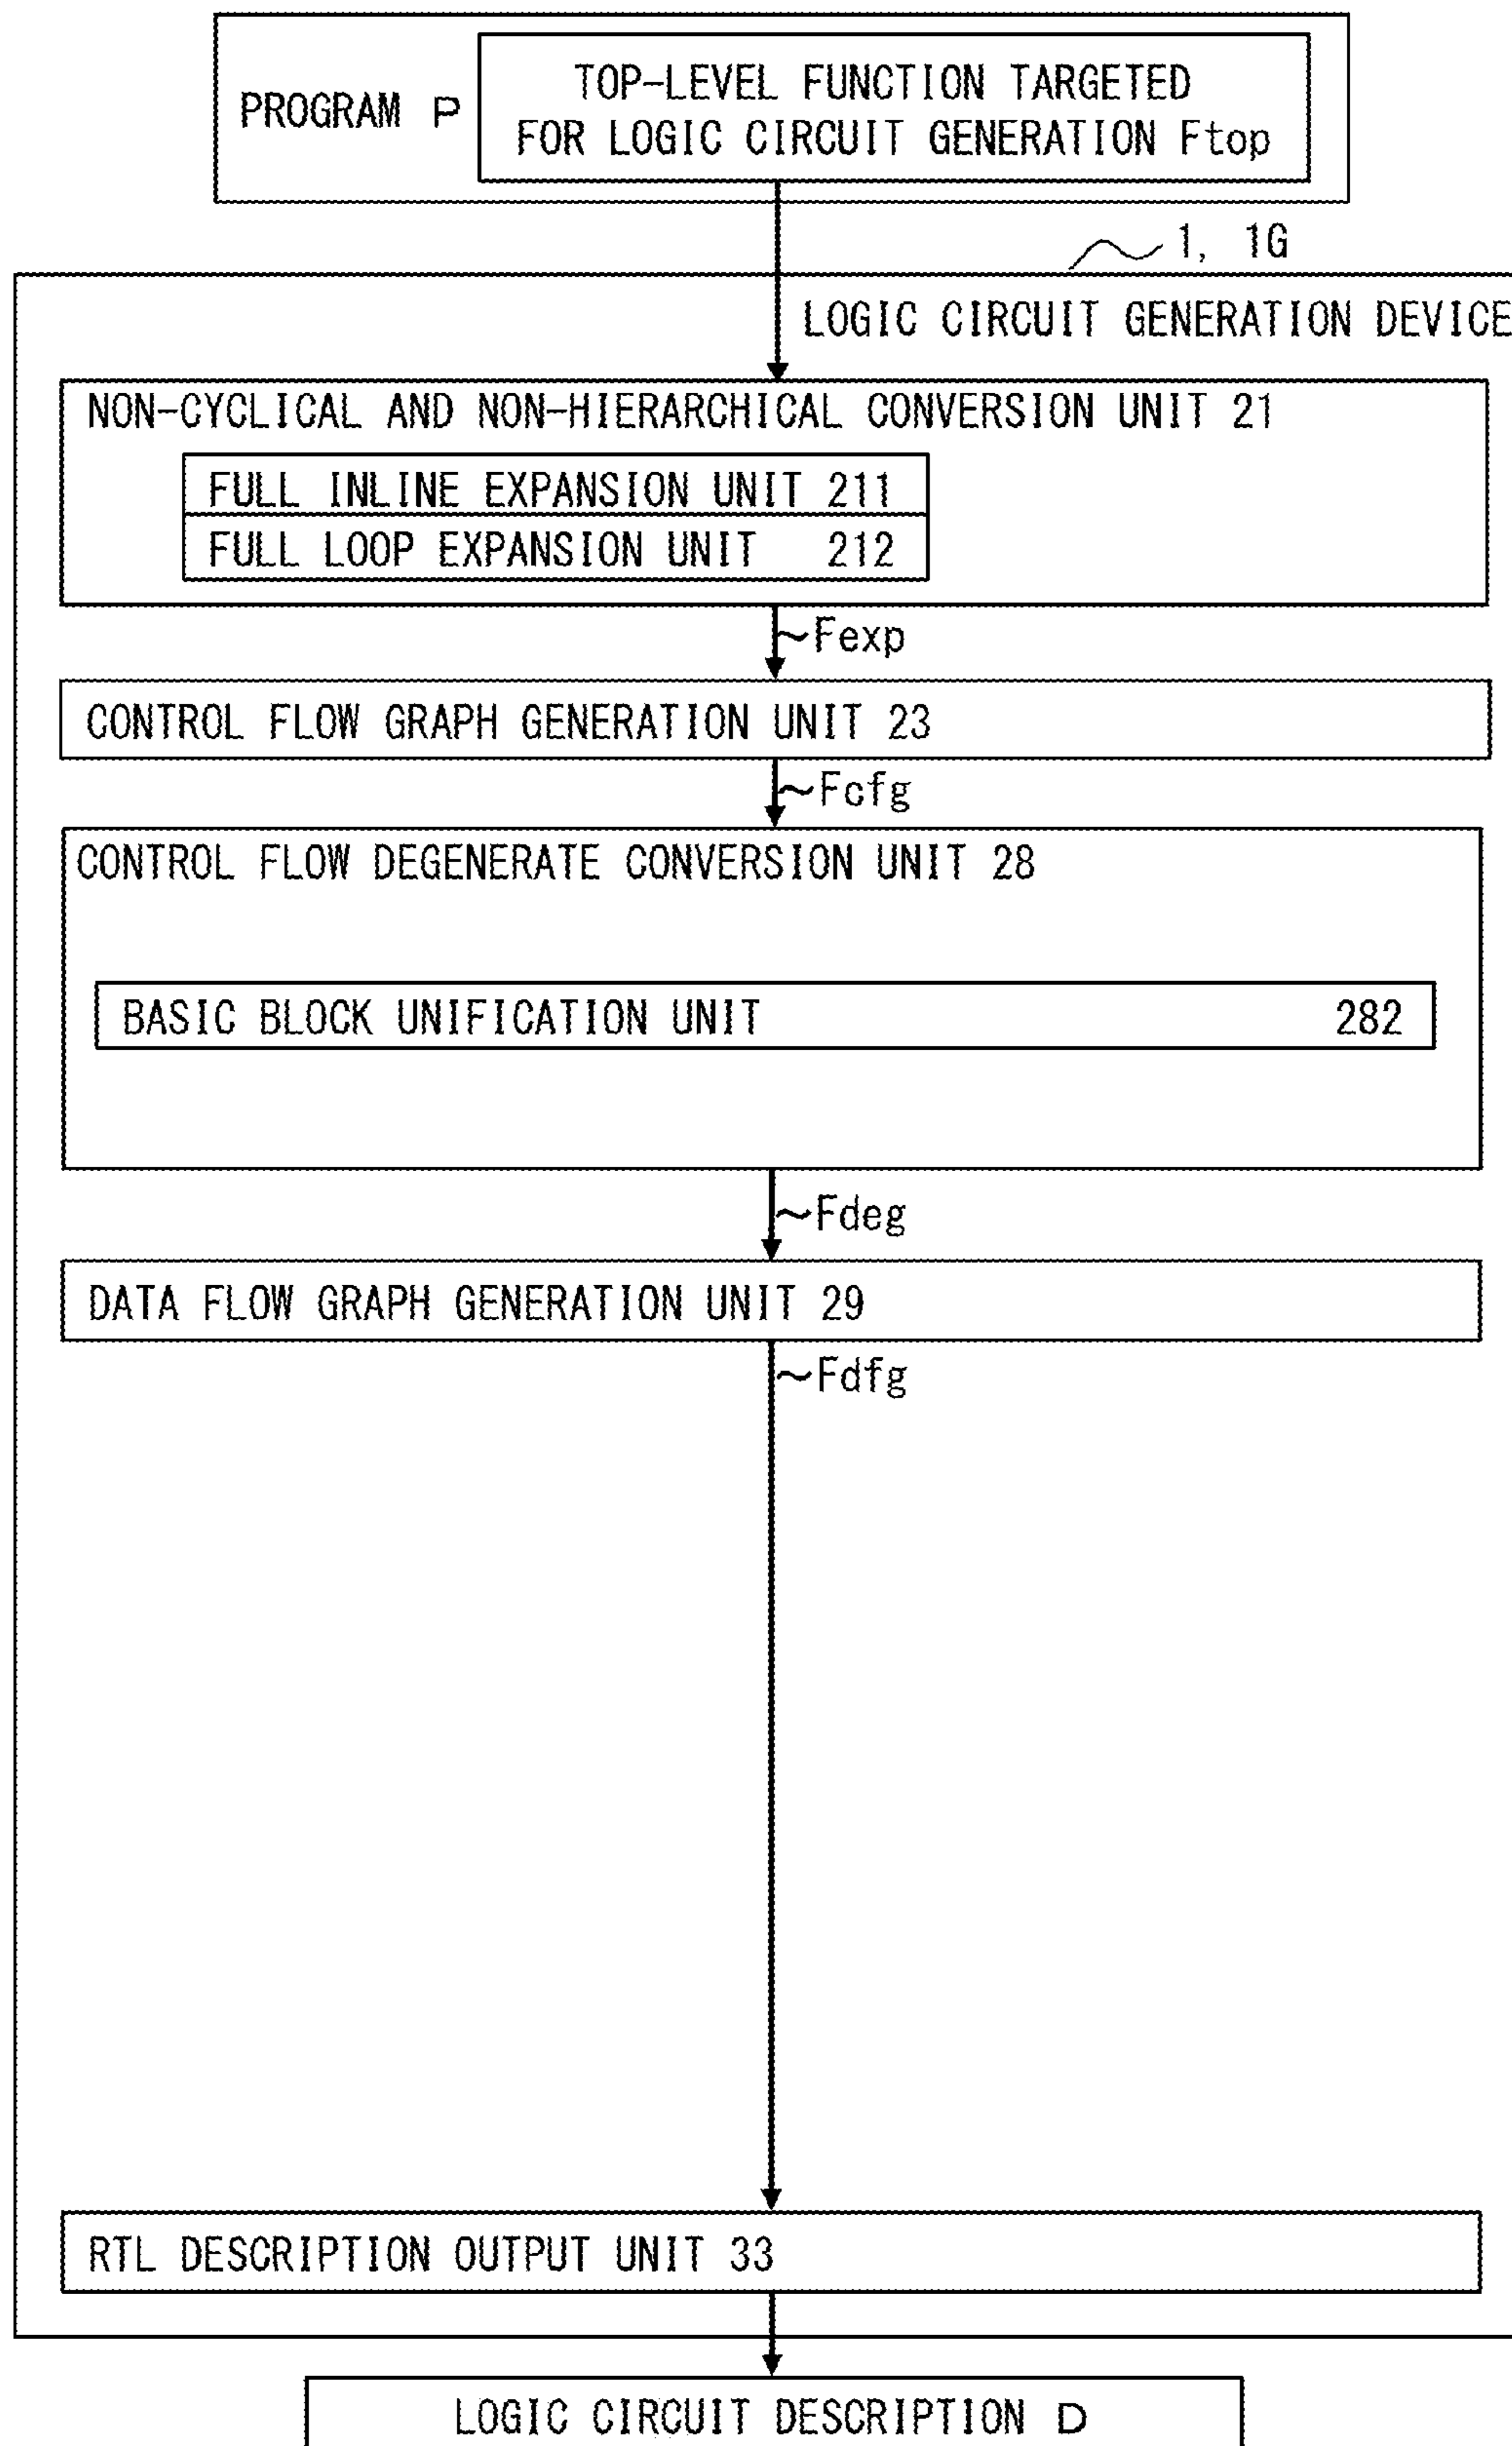 PROGRAM P
TOP-LEVEL FUNCTION TARGETED
FOR LOGIC CIRCUIT GENERATION Ftop
1, 1G
LOGIC CIRCUIT GENERATION DEVICE
NON-CYCLICAL AND NON-HIERARCHICAL CONVERSION UNIT 21
FULL INLINE EXPANSION UNIT 211
FULL LOOP EXPANSION UNIT 212
~Fexp
CONTROL FLOW GRAPH GENERATION UNIT 23
~Fcfg
CONTROL FLOW DEGENERATE CONVERSION UNIT 28
BASIC BLOCK UNIFICATION UNIT 282
~Fdeg
DATA FLOW GRAPH GENERATION UNIT 29
~Fdfg
RTL DESCRIPTION OUTPUT UNIT 33
LOGIC CIRCUIT DESCRIPTION D